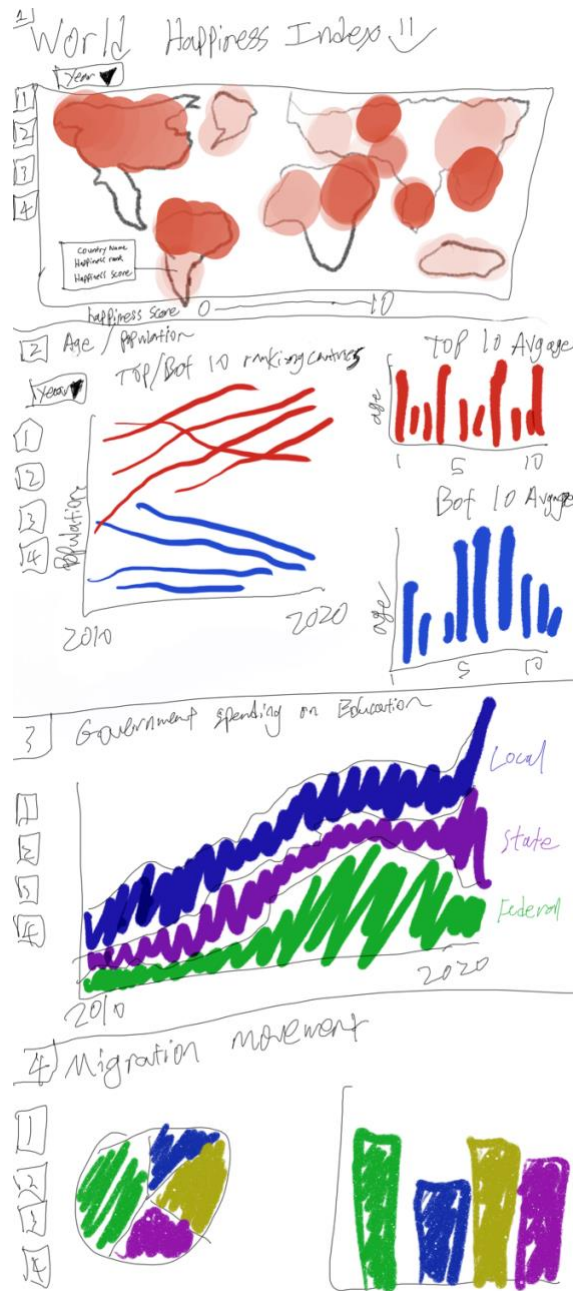 1
World Happiness Index
Year ▼
1
2
3
4
Country Name
Happiness rank
Happiness score
happiness score 0 10
2 Age / population
Top/Bot 10 ranking countries
Year ▼
1
2
3
4
Population
2010 2020
Top 10 Avg age
age
1 5 10
Bot 10 Avg age
age
1 5 10
3 Government spending on Education
1
2
3
4
Local
State
Federal
2010 2020
4 Migration movement
1
2
3
4